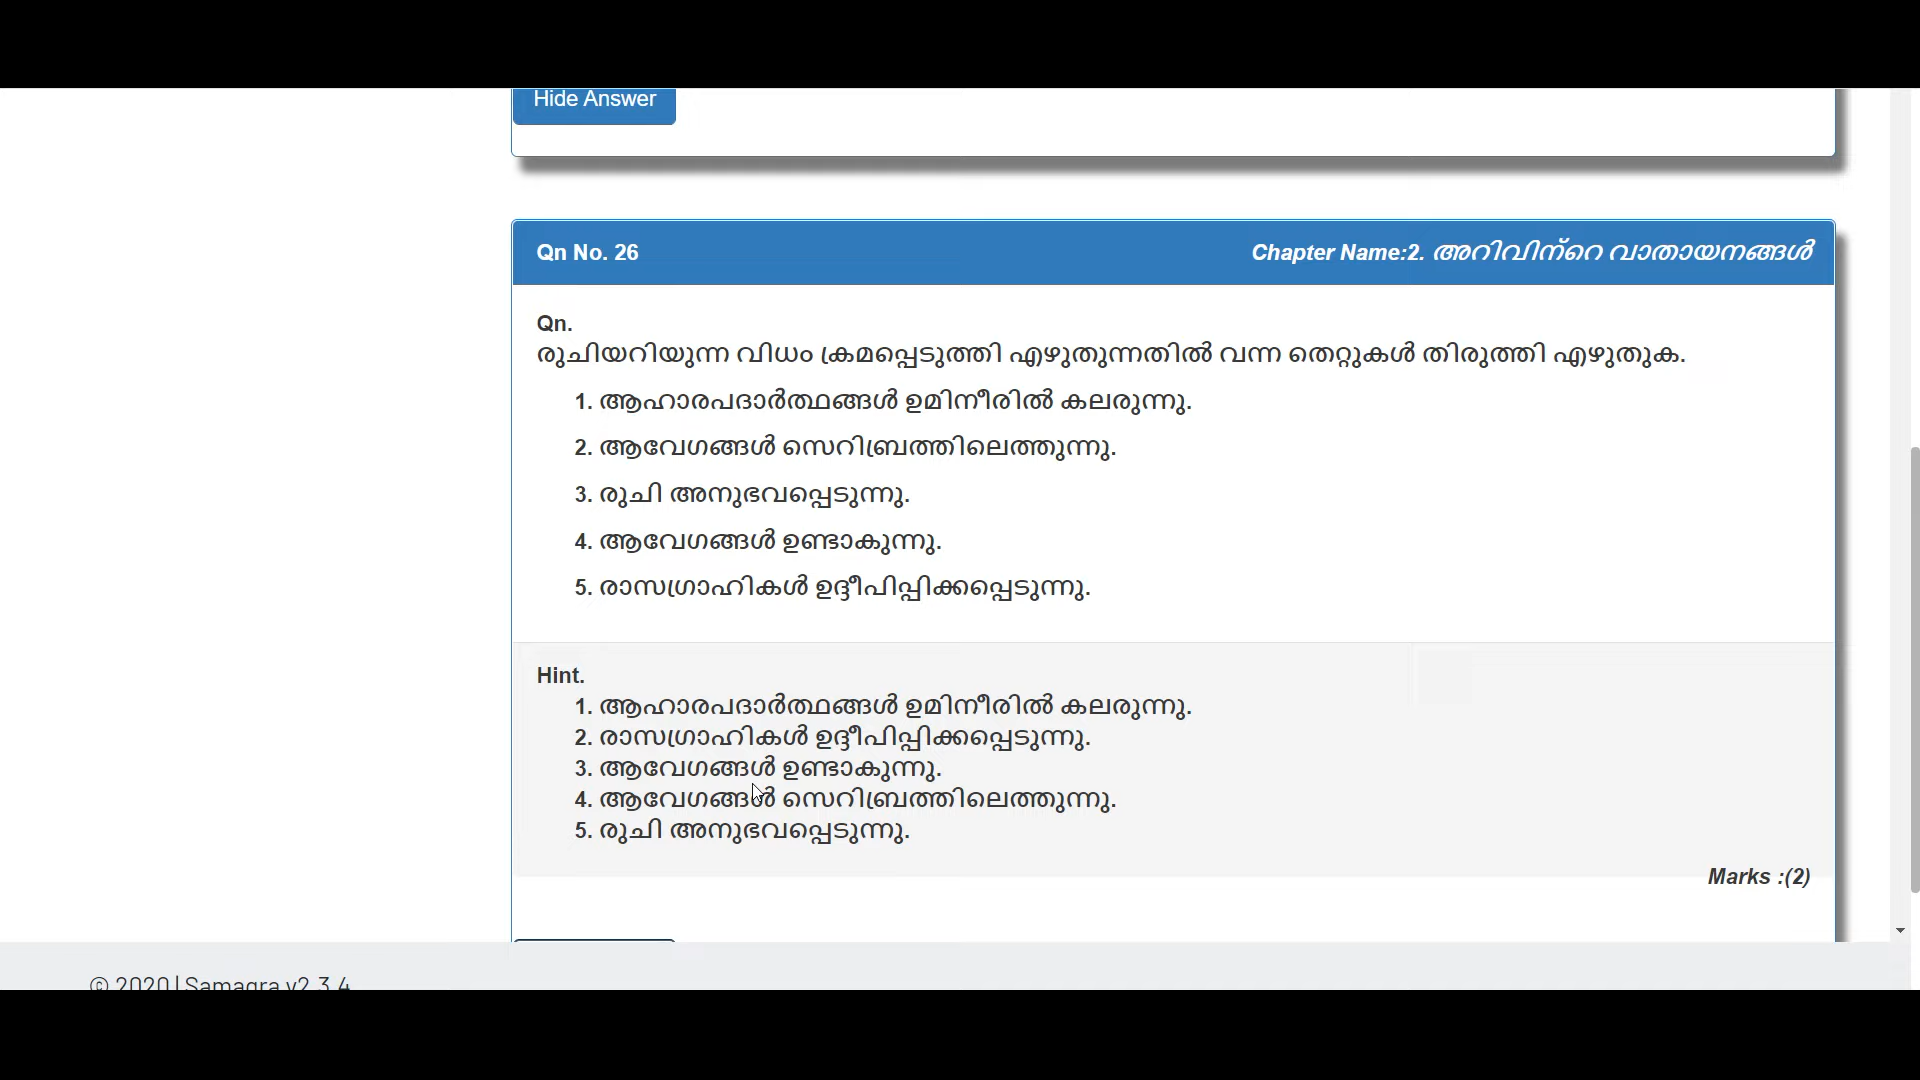 Hide Answer
Qn No. 26
Chapter Name:2. അറിവിന്റെ വാതായനങ്ങൾ
Qn.
രുചിയറിയുന്ന വിധം ക്രമപ്പെടുത്തി എഴുതുന്നതിൽ വന്ന തെറ്റുകൾ തിരുത്തി എഴുതുക.
1. ആഹാരപദാർത്ഥങ്ങൾ ഉമിനീരിൽ കലരുന്നു.
2. ആവേഗങ്ങൾ സെറിബ്രത്തിലെത്തുന്നു.
3. രുചി അനുഭവപ്പെടുന്നു.
4. ആവേഗങ്ങൾ ഉണ്ടാകുന്നു.
5. രാസഗ്രാഹികൾ ഉദ്ദീപിപ്പിക്കപ്പെടുന്നു.
Hint.
1. ആഹാരപദാർത്ഥങ്ങൾ ഉമിനീരിൽ കലരുന്നു.
2. രാസഗ്രാഹികൾ ഉദ്ദീപിപ്പിക്കപ്പെടുന്നു.
3. ആവേഗങ്ങൾ ഉണ്ടാകുന്നു.
4. ആവേഗങ്ങൾ സെറിബ്രത്തിലെത്തുന്നു.
5. രുചി അനുഭവപ്പെടുന്നു.
Marks :(2)
© 2020 | Samagra v2.3.4